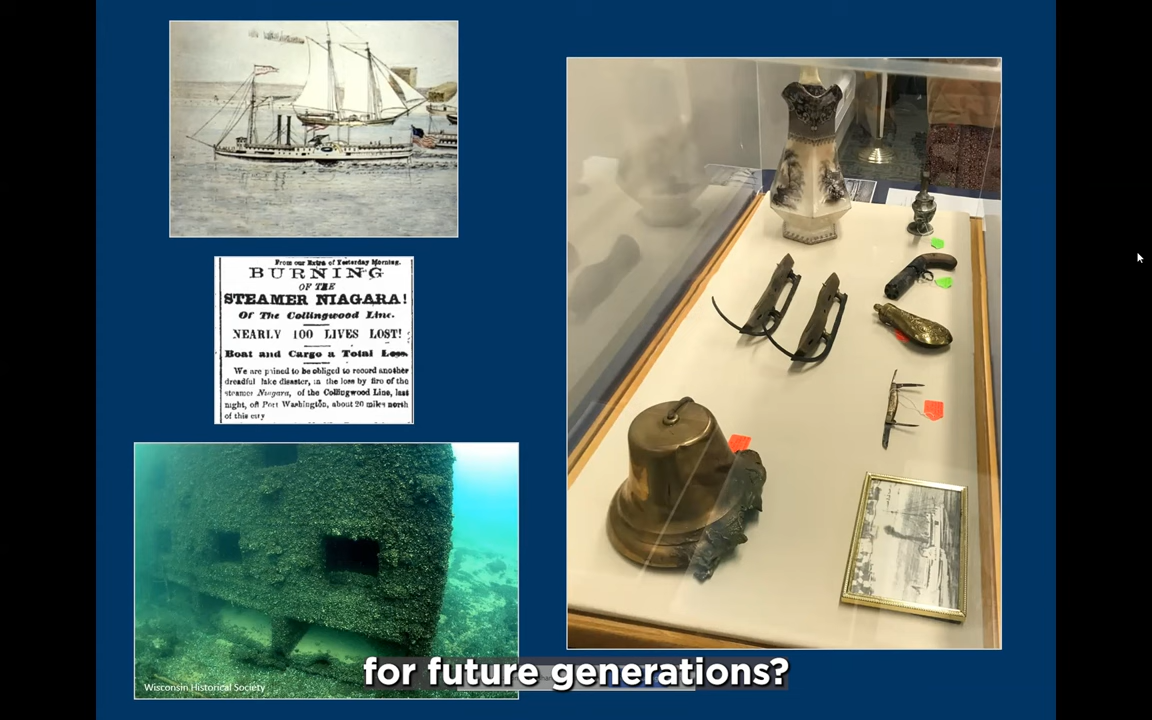 From our Extra of Yesterday Morning.
BURNING
OF THE
STEAMER NIAGARA!
Of The Collingwood Line.
NEARLY 100 LIVES LOST!
Boat and Cargo a Total Loss.
We are pained to be obliged to record another
dreadful lake disaster, in the loss by fire of the
steamer Niagara, of the Collingwood Line, last
night, off Port Washington, about 20 miles north
of this city
Wisconsin Historical Society
for future generations?